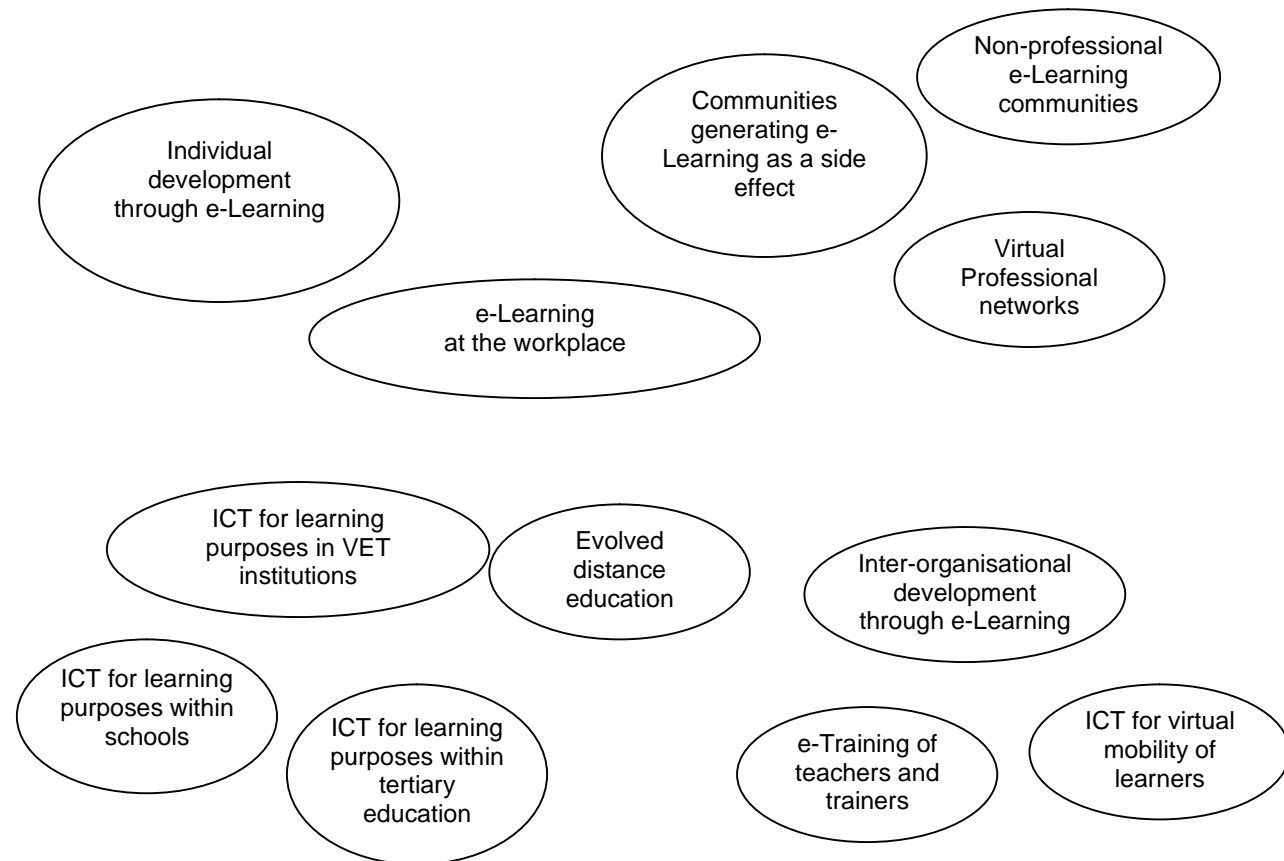 Non-professional
e-Learning
communities
Communities
generating e-
Learning as a side
effect
Individual
development
through e-Learning
Virtual
Professional
networks
e-Learning
at the workplace
ICT for learning
purposes in VET
institutions
Evolved
distance
education
Inter-organisational
development
through e-Learning
ICT for learning
purposes within
schools
ICT for learning
purposes within
tertiary
education
e-Training of
teachers and
trainers
ICT for virtual
mobility of
learners